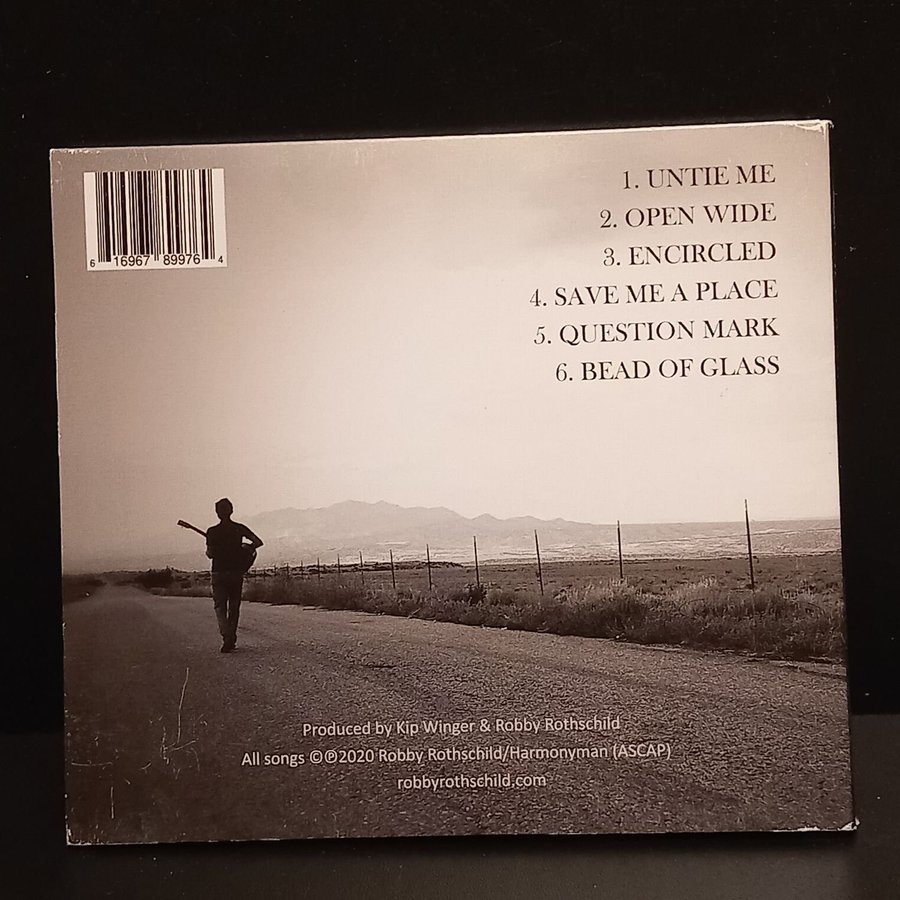 6 16967 89976 4
1. UNTIE ME
2. OPEN WIDE
3. ENCIRCLED
4. SAVE ME A PLACE
5. QUESTION MARK
6. BEAD OF GLASS
Produced by Kip Winger & Robby Rothschild
All songs ©℗2020 Robby Rothschild/Harmonyman (ASCAP)
robbyrothschild.com